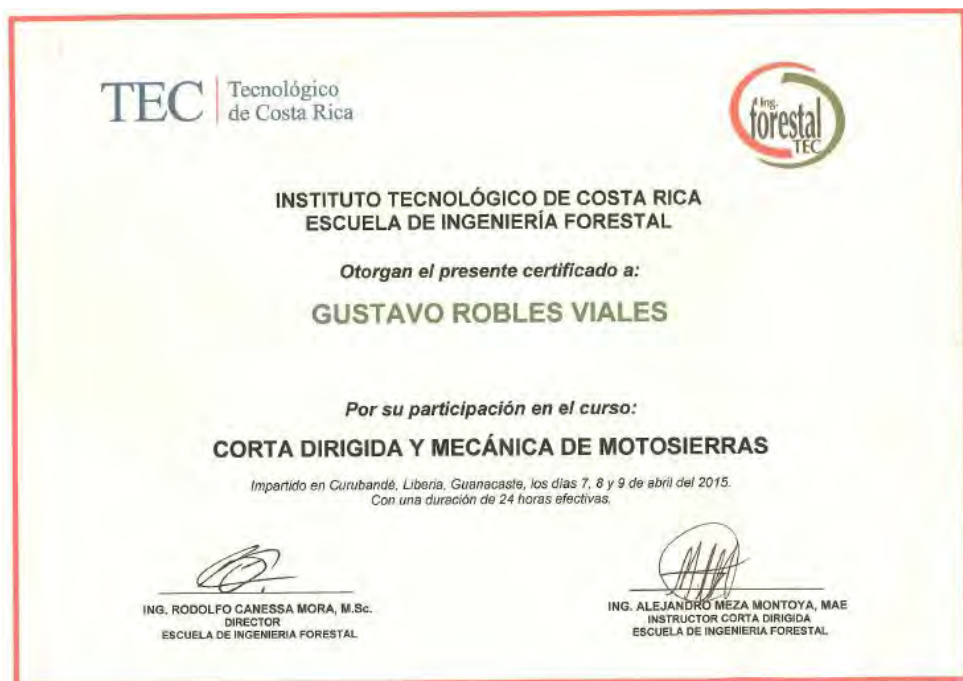 TEC
Tecnológico
de Costa Rica
Ing.
forestal
TEC
INSTITUTO TECNOLÓGICO DE COSTA RICA
ESCUELA DE INGENIERÍA FORESTAL
Otorgan el presente certificado a:
GUSTAVO ROBLES VIALES
Por su participación en el curso:
CORTA DIRIGIDA Y MECÁNICA DE MOTOSIERRAS
Impartido en Curubandé, Liberia, Guanacaste, los días 7, 8 y 9 de abril del 2015.
Con una duración de 24 horas efectivas.
ING. RODOLFO CANESSA MORA, M.Sc.
DIRECTOR
ESCUELA DE INGENIERIA FORESTAL
ING. ALEJANDRO MEZA MONTOYA, MAE
INSTRUCTOR CORTA DIRIGIDA
ESCUELA DE INGENIERIA FORESTAL